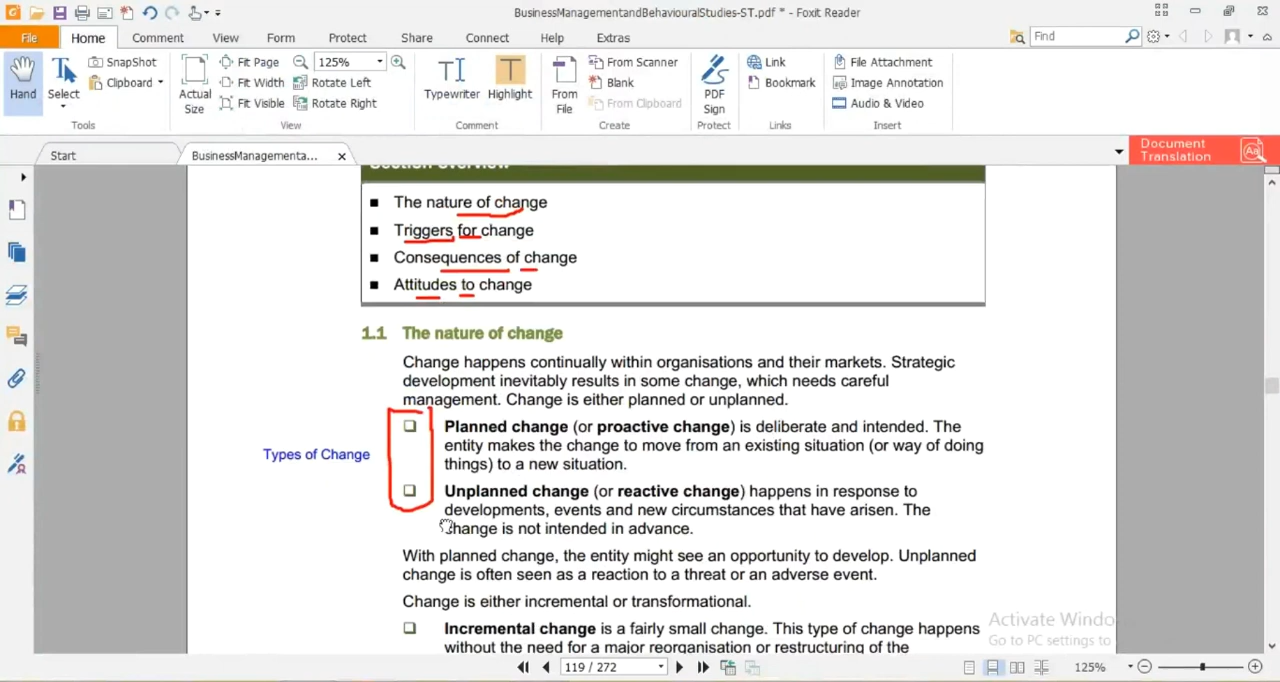 BusinessManagementandBehaviouralStudies-ST.pdf * - Foxit Reader
File Home Comment View Form Protect Share Connect Help Extras Find
Hand
Select
SnapShot
Clipboard
Tools
Actual Size
Fit Page
Fit Width
Fit Visible
125%
Rotate Left
Rotate Right
View
Typewriter
Highlight
Comment
From File
From Scanner
Blank
From Clipboard
Create
PDF Sign
Protect
Link
Bookmark
Links
File Attachment
Image Annotation
Audio & Video
Insert
Start BusinessManagementa...
Document Translation
Section Overview
■ The nature of change
■ Triggers for change
■ Consequences of change
■ Attitudes to change
1.1 The nature of change
Change happens continually within organisations and their markets. Strategic
development inevitably results in some change, which needs careful
management. Change is either planned or unplanned.
Types of Change
❑ Planned change (or proactive change) is deliberate and intended. The
entity makes the change to move from an existing situation (or way of doing
things) to a new situation.
❑ Unplanned change (or reactive change) happens in response to
developments, events and new circumstances that have arisen. The
change is not intended in advance.
With planned change, the entity might see an opportunity to develop. Unplanned
change is often seen as a reaction to a threat or an adverse event.
Change is either incremental or transformational.
❑ Incremental change is a fairly small change. This type of change happens
without the need for a major reorganisation or restructuring of the
Activate Windo
Go to PC settings to
119 / 272
125%